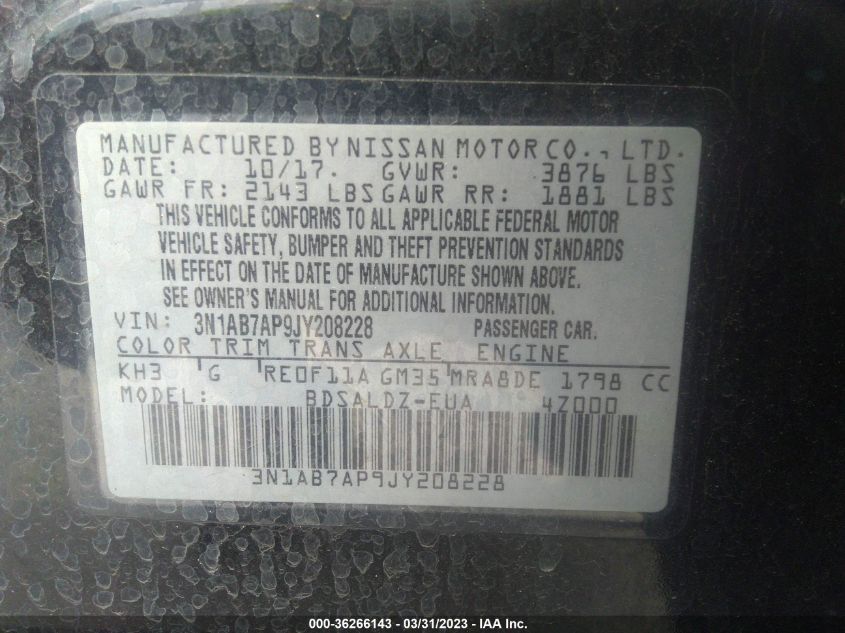 MANUFACTURED BY NISSAN MOTOR CO., LTD.
DATE: 10/17. GVWR: 3876 LBS
GAWR FR: 2143 LBS GAWR RR: 1881 LBS
THIS VEHICLE CONFORMS TO ALL APPLICABLE FEDERAL MOTOR
VEHICLE SAFETY, BUMPER AND THEFT PREVENTION STANDARDS
IN EFFECT ON THE DATE OF MANUFACTURE SHOWN ABOVE.
SEE OWNER'S MANUAL FOR ADDITIONAL INFORMATION.
VIN: 3N1AB7AP9JY208228 PASSENGER CAR.
COLOR TRIM TRANS AXLE ENGINE
KH3 G RE0F11A GM35 MRA8DE 1798 CC
MODEL: BDSALDZ-EUA 4Z000
3N1AB7AP9JY208228
000-36266143 - 03/31/2023 - IAA Inc.